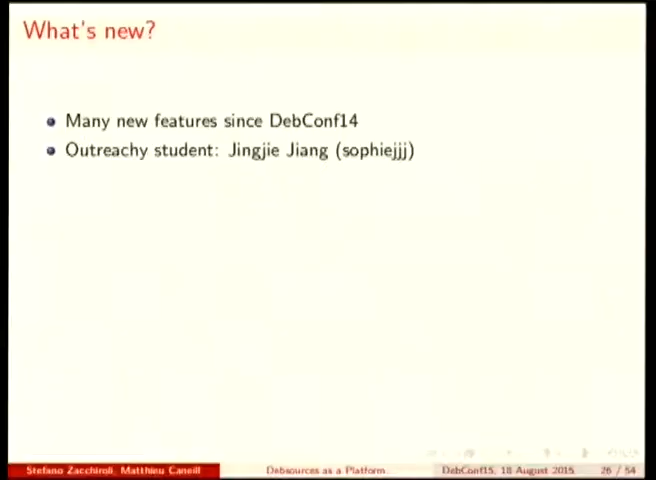 What's new?
Many new features since DebConf14
Outreachy student: Jingjie Jiang (sophiejjj)
Stefano Zacchiroli, Matthieu Caneill
Debsources as a Platform
DebConf15, 18 August 2015
26 / 54